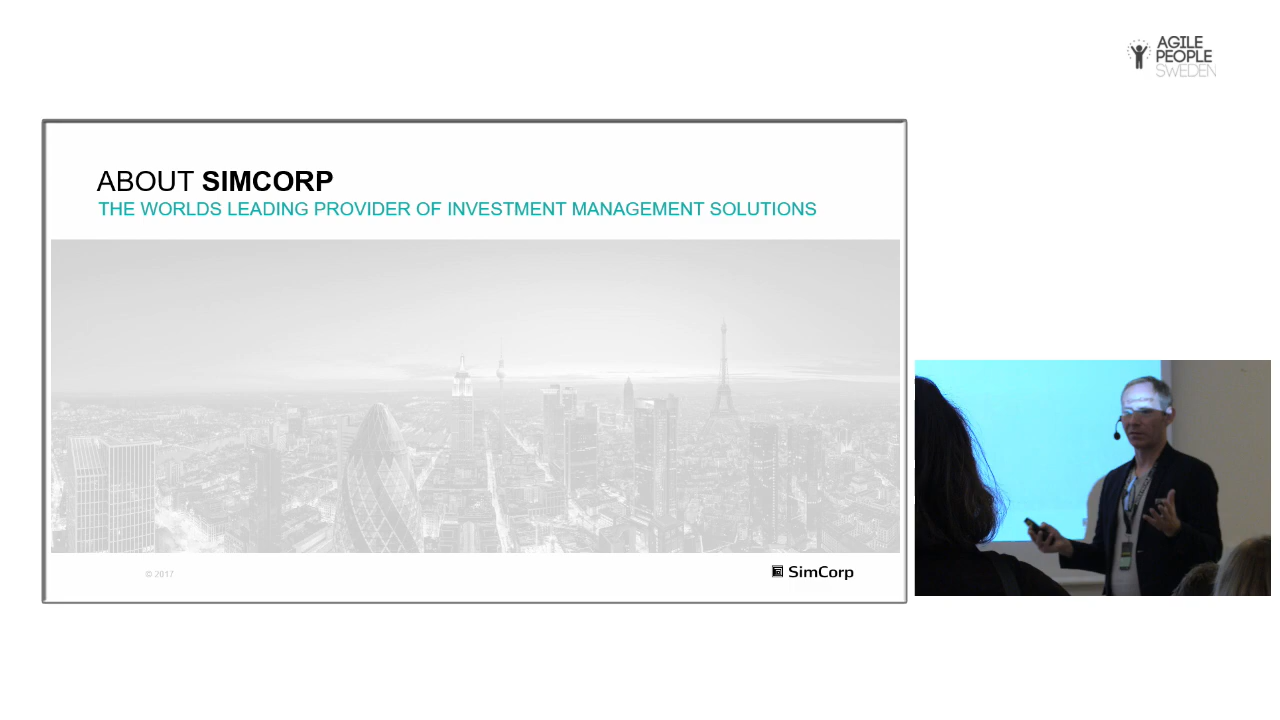 AGILE
PEOPLE
SWEDEN
ABOUT SIMCORP
THE WORLDS LEADING PROVIDER OF INVESTMENT MANAGEMENT SOLUTIONS
© 2017
SimCorp